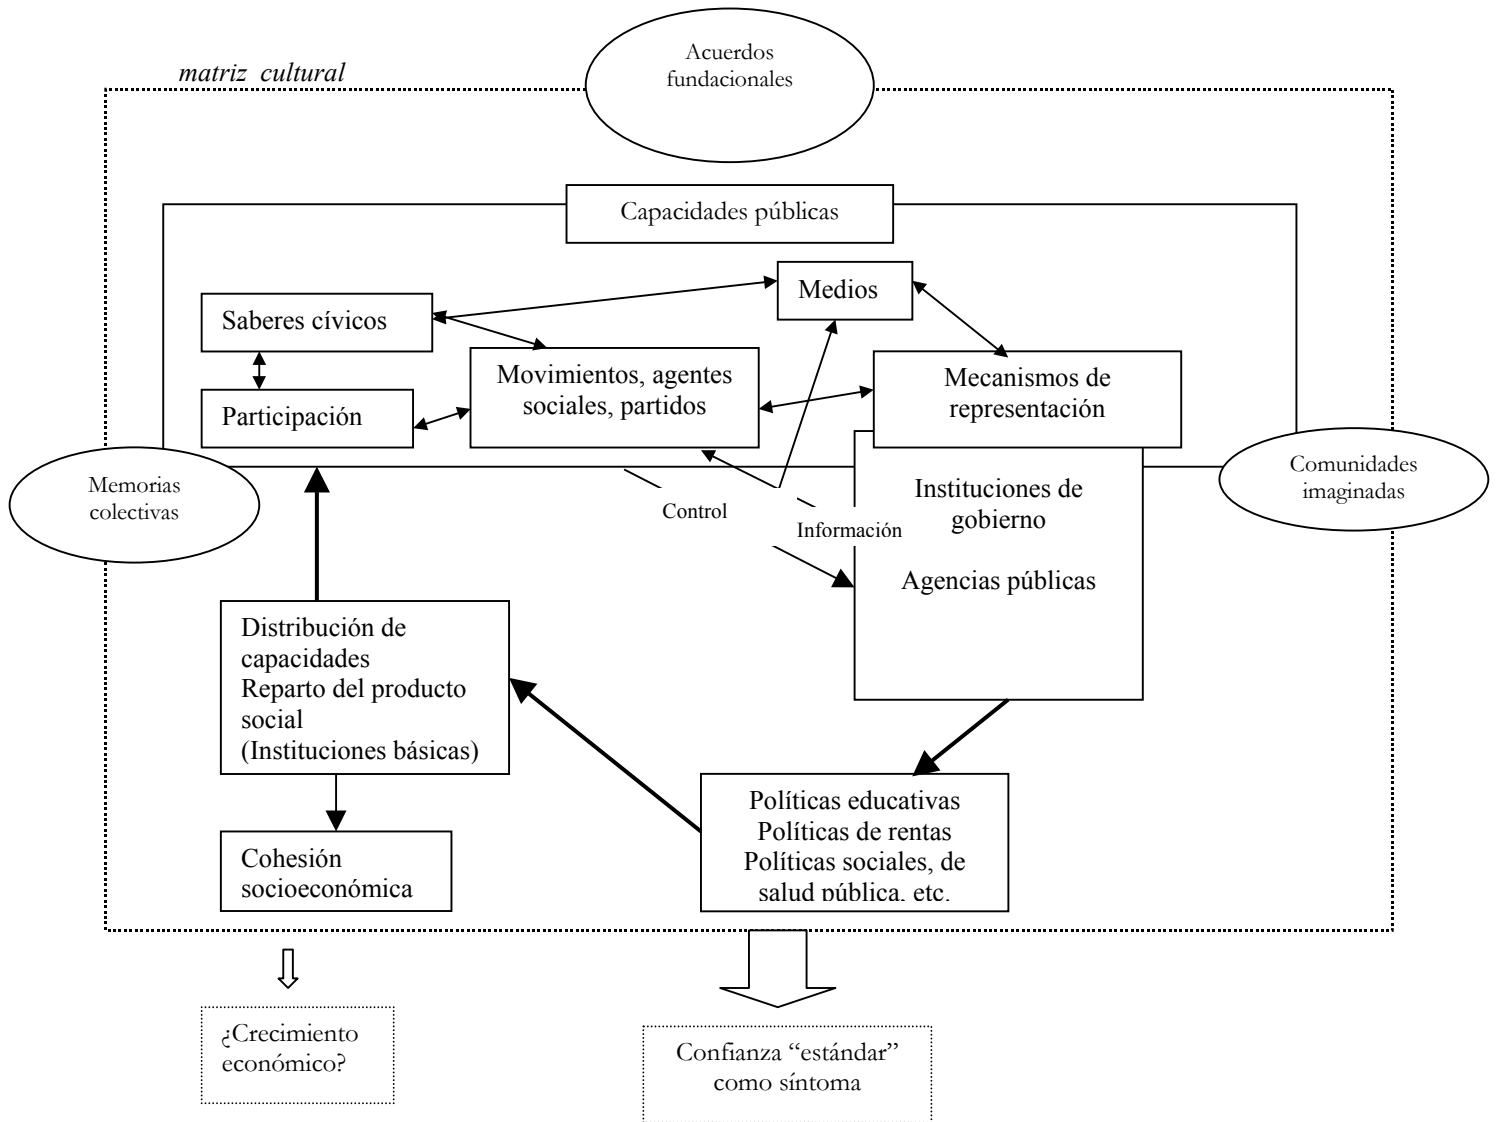 matriz cultural
Acuerdos
fundacionales
Capacidades públicas
Medios
Saberes cívicos
Movimientos, agentes
sociales, partidos
Mecanismos de
representación
Participación
Memorias
colectivas
Comunidades
imaginadas
Control
Información
Instituciones de
gobierno
Agencias públicas
Distribución de
capacidades
Reparto del producto
social
(Instituciones básicas)
Políticas educativas
Políticas de rentas
Políticas sociales, de
salud pública, etc.
Cohesión
socioeconómica
¿Crecimiento
económico?
Confianza “estándar”
como síntoma